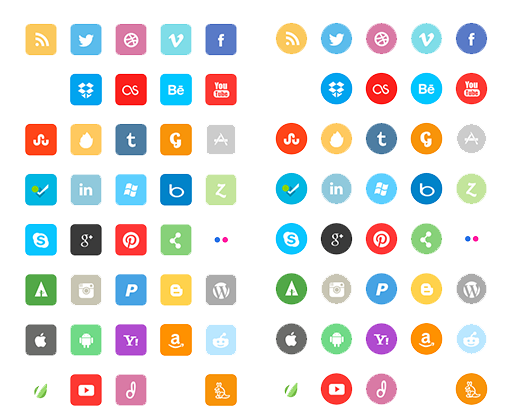 v f v f
Bē You Bē You
Tube Tube
t t
in b in b
S g+ S g+
P B W P B W
Y! a Y! a